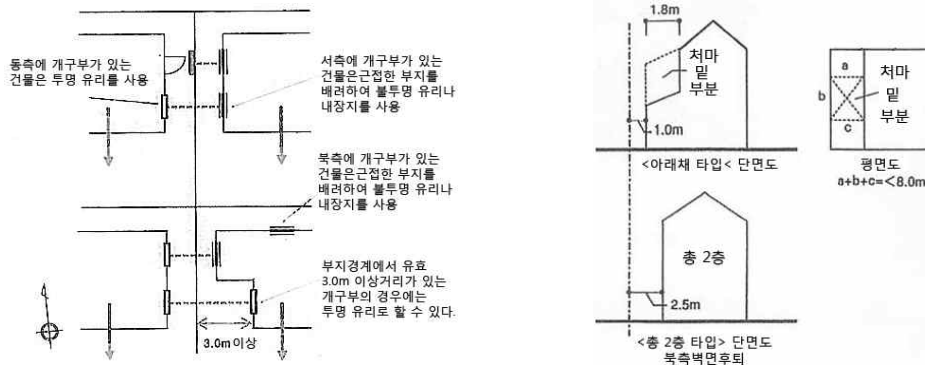 동측에 개구부가 있는
건물은 투명 유리를 사용
서측에 개구부가 있는
건물은근접한 부지를
배려하여 불투명 유리나
내장지를 사용
북측에 개구부가 있는
건물은근접한 부지를
배려하여 불투명 유리나
내장지를 사용
부지경계에서 유효
3.0m 이상거리가 있는
개구부의 경우에는
투명 유리로 할 수 있다.
3.0m이상
1.8m
처마
밑
부분
1.0m
<아래채 타입< 단면도
a
b
c
처마
밑
부분
평면도
a+b+c=<8.0m
총 2층
2.5m
<총 2층 타입> 단면도
북측벽면후퇴